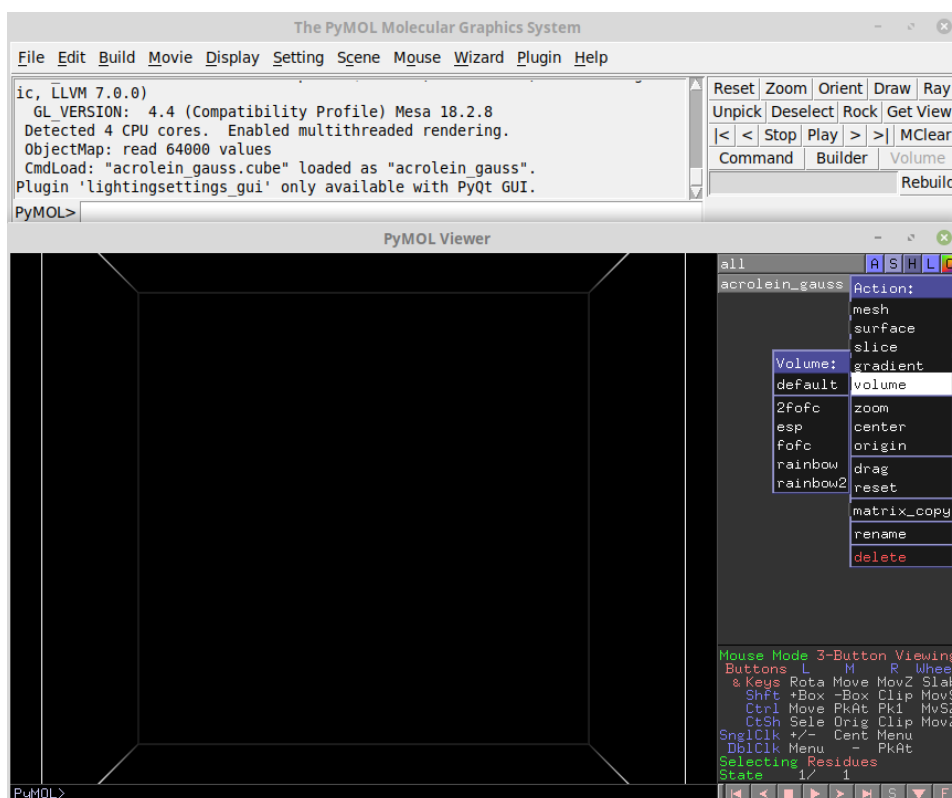 The PyMOL Molecular Graphics System
File Edit Build Movie Display Setting Scene Mouse Wizard Plugin Help
ic, LLVM 7.0.0)
GL_VERSION: 4.4 (Compatibility Profile) Mesa 18.2.8
Detected 4 CPU cores. Enabled multithreaded rendering.
ObjectMap: read 64000 values
CmdLoad: "acrolein_gauss.cube" loaded as "acrolein_gauss".
Plugin 'lightingsettings_gui' only available with PyQt GUI.
PyMOL>
Reset Zoom Orient Draw Ray
Unpick Deselect Rock Get View
|< < Stop Play > >| MClear
Command Builder Volume
Rebuild
PyMOL Viewer
all A S H L C
acrolein_gauss
Action:
mesh
surface
slice
gradient
volume
zoom
center
origin
drag
reset
matrix_copy
rename
delete
Volume:
default
2fofc
esp
fofc
rainbow
rainbow2
Mouse Mode 3-Button Viewing
Buttons L M R Whee
& Keys Rota Move MovZ Slab
Shft +Box -Box Clip MovS
Ctrl Move PkAt Pk1 MvSZ
CtSh Sele Orig Clip MovZ
SnglClk +/- Cent Menu
DblClk Menu - PkAt
Selecting Residues
State 1/ 1
PyMOL>
S F